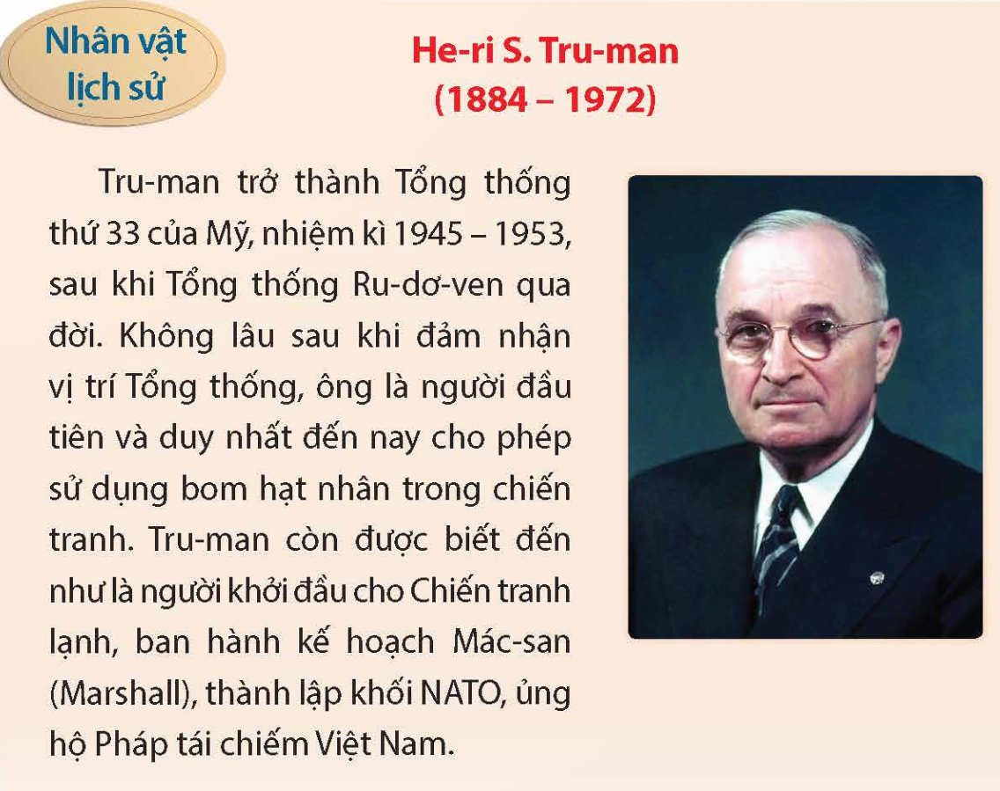 Nhân vật
lịch sử
He-ri S. Tru-man
(1884 – 1972)
Tru-man trở thành Tổng thống
thứ 33 của Mỹ, nhiệm kì 1945 – 1953,
sau khi Tổng thống Ru-dơ-ven qua
đời. Không lâu sau khi đảm nhận
vị trí Tổng thống, ông là người đầu
tiên và duy nhất đến nay cho phép
sử dụng bom hạt nhân trong chiến
tranh. Tru-man còn được biết đến
như là người khởi đầu cho Chiến tranh
lạnh, ban hành kế hoạch Mác-san
(Marshall), thành lập khối NATO, ủng
hộ Pháp tái chiếm Việt Nam.